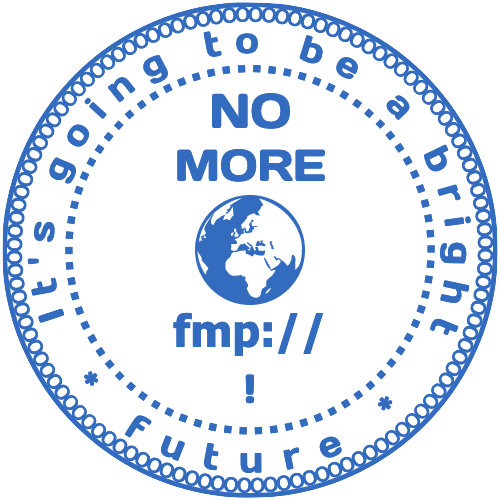 It's going to be a bright
* future *
NO
MORE
fmp://
!